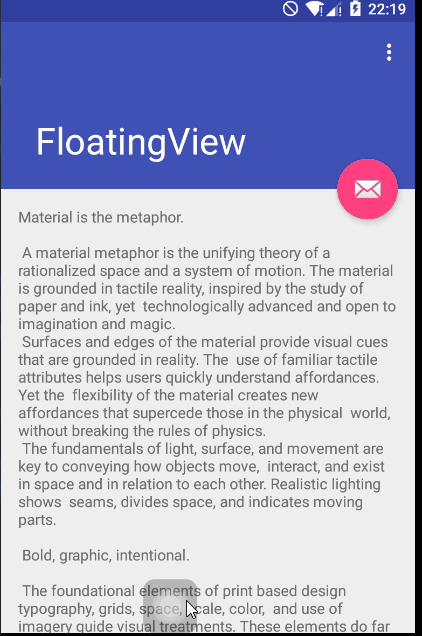 22:19
FloatingView
Material is the metaphor.
A material metaphor is the unifying theory of a
rationalized space and a system of motion. The material
is grounded in tactile reality, inspired by the study of
paper and ink, yet  technologically advanced and open to
imagination and magic.
Surfaces and edges of the material provide visual cues
that are grounded in reality. The  use of familiar tactile
attributes helps users quickly understand affordances.
Yet the  flexibility of the material creates new
affordances that supercede those in the physical  world,
without breaking the rules of physics.
The fundamentals of light, surface, and movement are
key to conveying how objects move,  interact, and exist
in space and in relation to each other. Realistic lighting
shows  seams, divides space, and indicates moving
parts.
Bold, graphic, intentional.
The foundational elements of print based design
typography, grids, space, scale, color,  and use of
imagery guide visual treatments. These elements do far